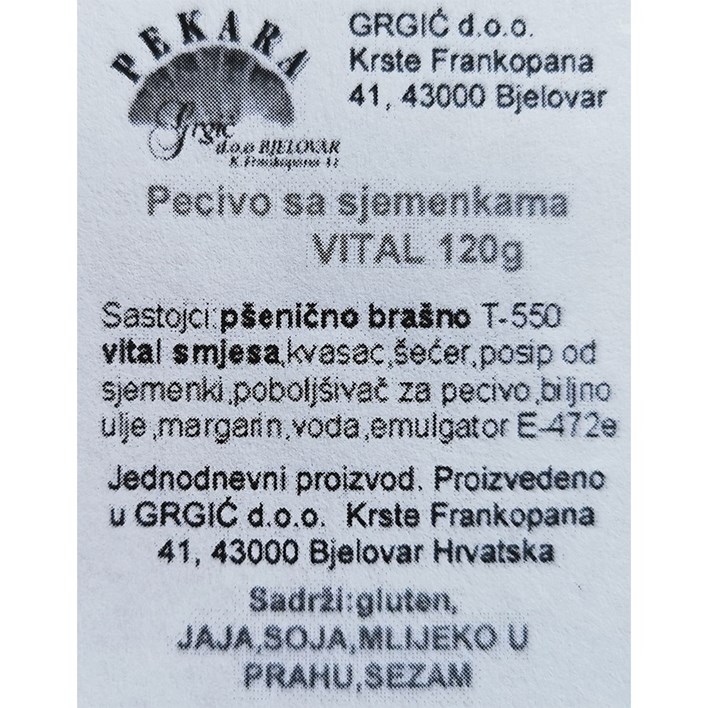 PEKARA
Grgić
d.o.o BJELOVAR
K. Frankopana 41
GRGIĆ d.o.o.
Krste Frankopana
41, 43000 Bjelovar
Pecivo sa sjemenkama
VITAL 120g
Sastojci:pšenično brašno T-550
vital smjesa,kvasac,šećer,posip od
sjemenki,poboljšivač za pecivo,biljno
ulje,margarin,voda,emulgator E-472e
Jednodnevni proizvod. Proizvedeno
u GRGIĆ d.o.o. Krste Frankopana
41, 43000 Bjelovar Hrvatska
Sadrži:gluten,
JAJA,SOJA,MLIJEKO U
PRAHU,SEZAM